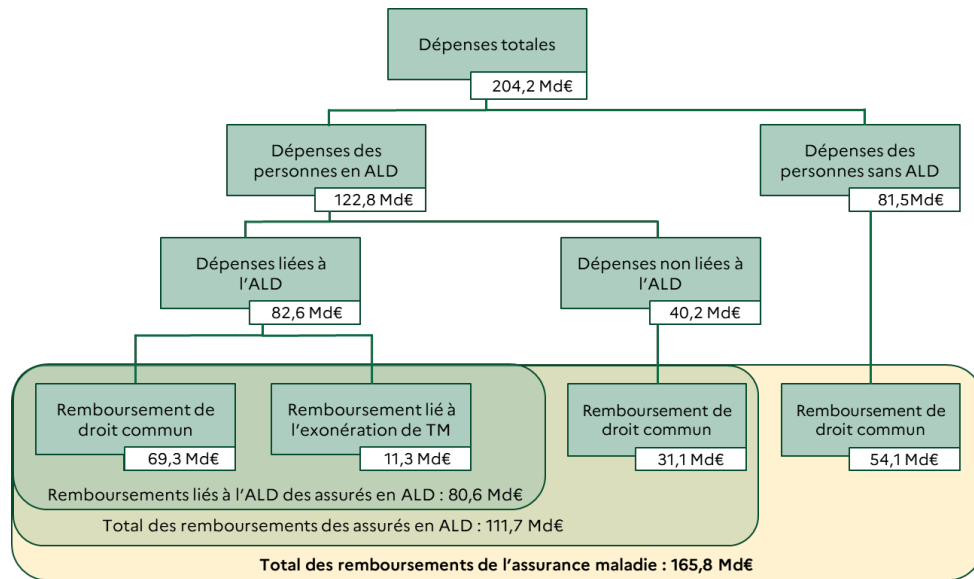 Dépenses totales
204,2 Md€
Dépenses des
personnes en ALD
122,8 Md€
Dépenses des
personnes sans ALD
81,5Md€
Dépenses liées à
l’ALD
82,6 Md€
Dépenses non liées à
l’ALD
40,2 Md€
Remboursement de
droit commun
69,3 Md€
Remboursement lié à
l’exonération de TM
11,3 Md€
Remboursement de
droit commun
31,1 Md€
Remboursement de
droit commun
54,1 Md€
Remboursements liés à l’ALD des assurés en ALD : 80,6 Md€
Total des remboursements des assurés en ALD : 111,7 Md€
Total des remboursements de l’assurance maladie : 165,8 Md€